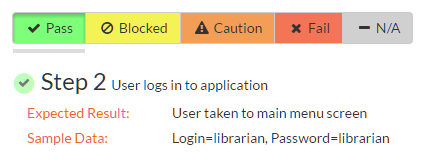 Pass Blocked Caution Fail N/A
Step 2 User logs in to application
Expected Result: User taken to main menu screen
Sample Data: Login=librarian, Password=librarian